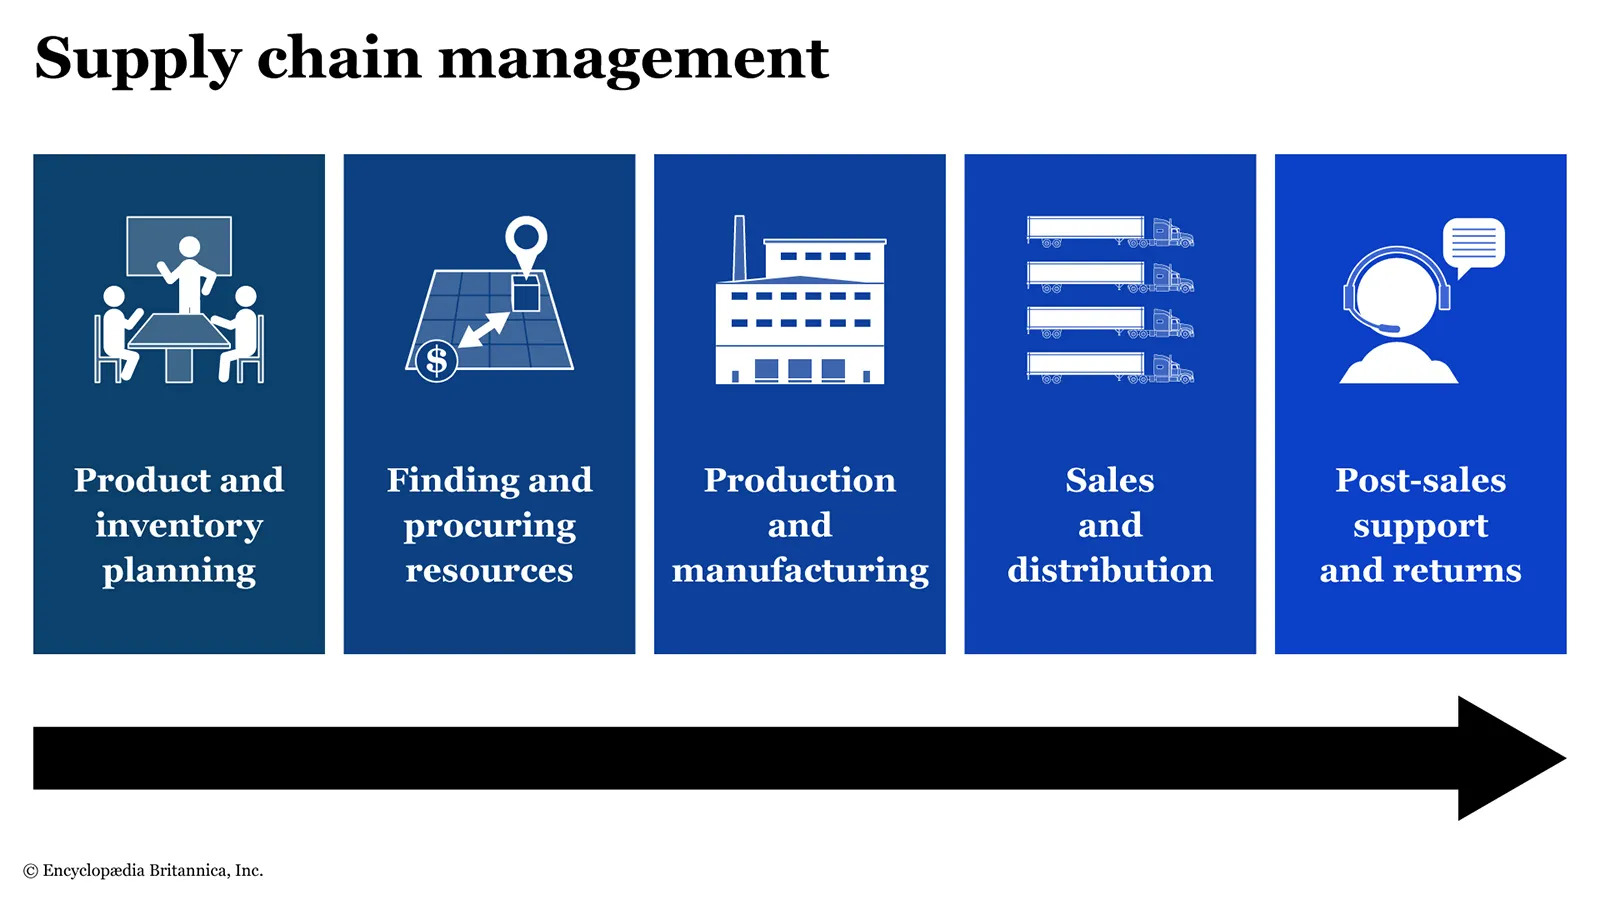 Supply chain management
$
Product and
inventory
planning
Finding and
procuring
resources
Production
and
manufacturing
Sales
and
distribution
Post-sales
support
and returns
© Encyclopædia Britannica, Inc.